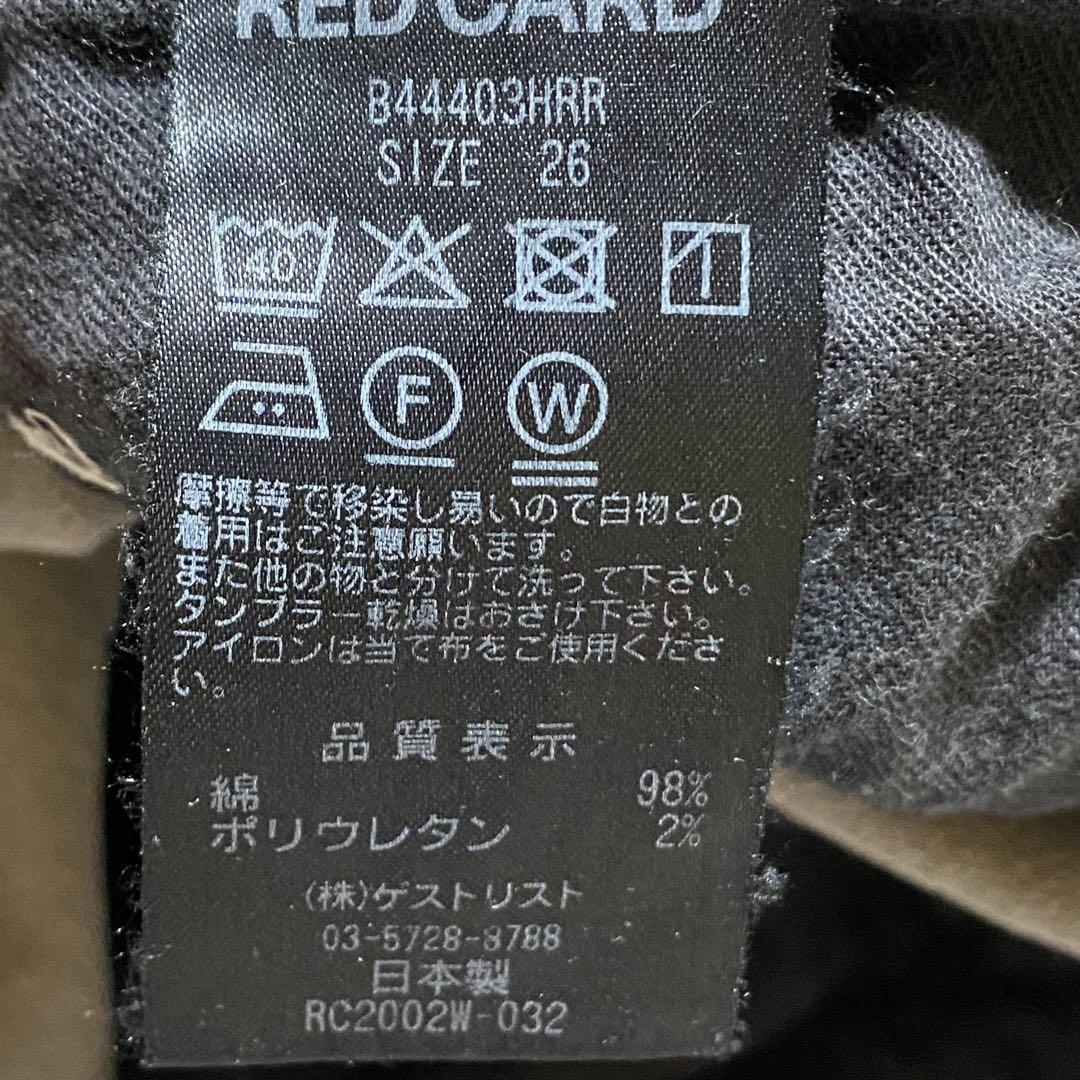 RED CARD
B44403HRR
SIZE 26
40
F W
摩擦等で移染し易いので白物との
着用はご注意願います。
また他の物と分けて洗って下さい。
タンブラー乾燥はおさけ下さい。
アイロンは当て布をご使用くださ
い。
品質表示
綿 98%
ポリウレタン 2%
(株)ゲストリスト
03-5728-8788
日本製
RC2002W-032